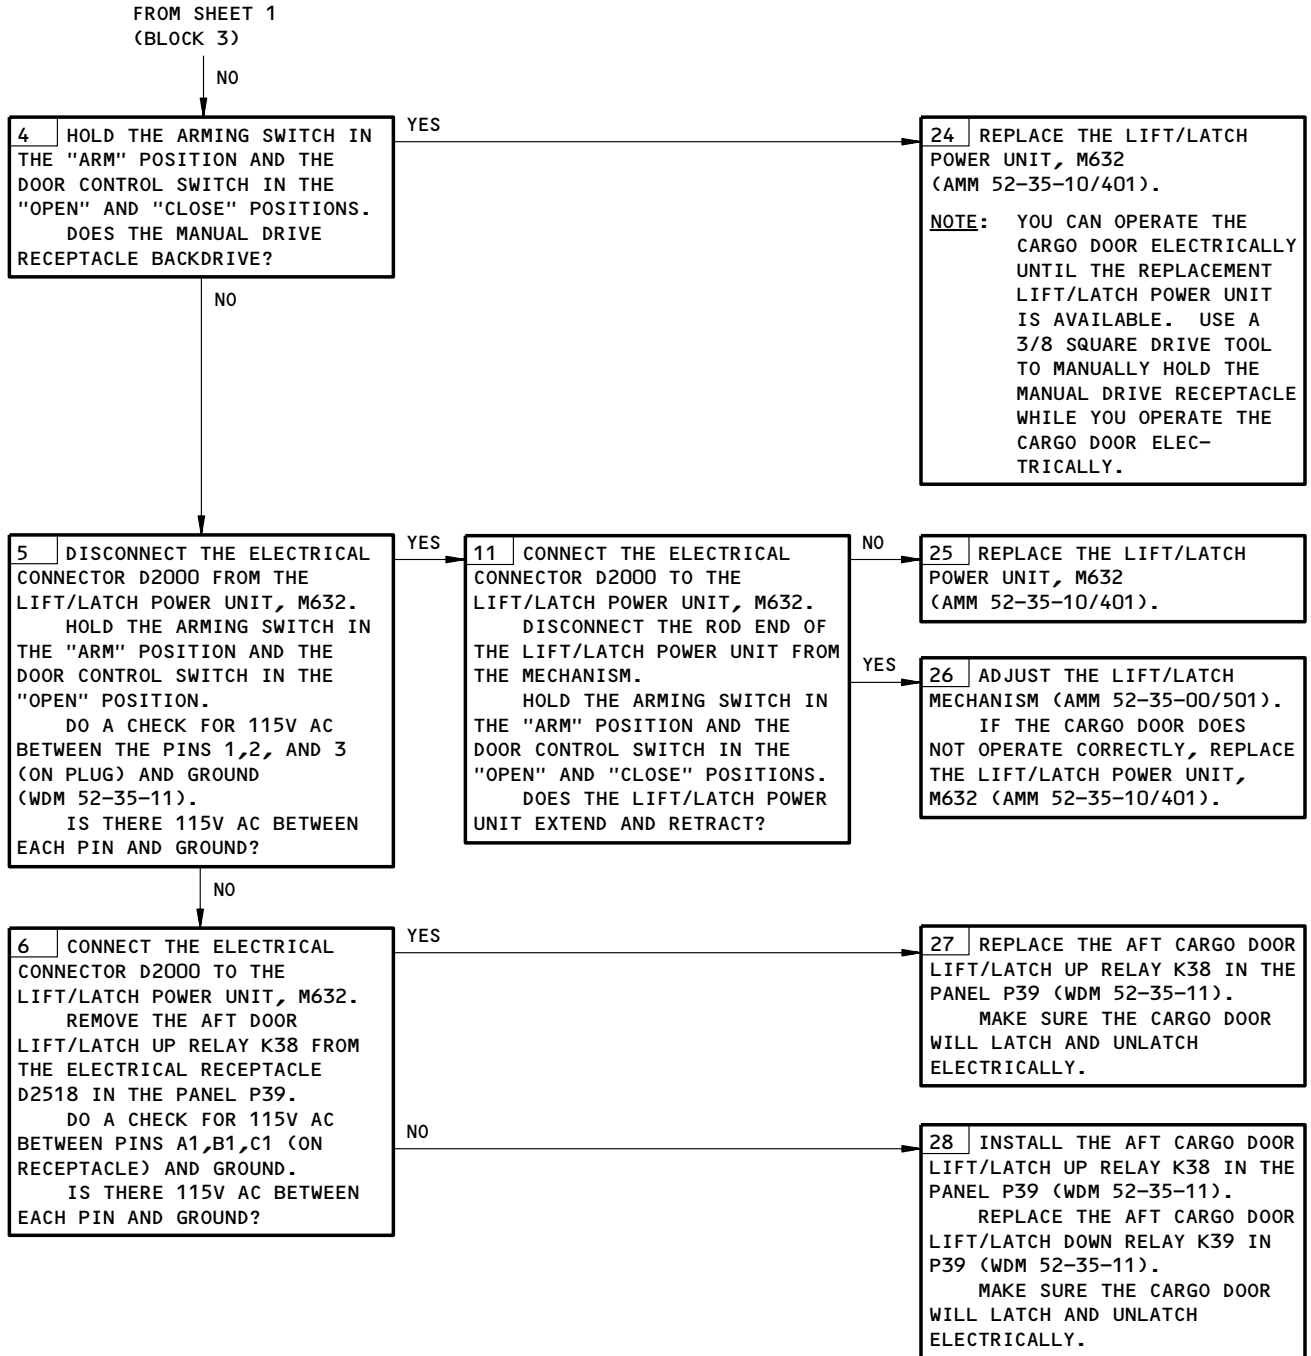 FROM SHEET 1
(BLOCK 3)
NO
4 HOLD THE ARMING SWITCH IN
THE "ARM" POSITION AND THE
DOOR CONTROL SWITCH IN THE
"OPEN" AND "CLOSE" POSITIONS.
DOES THE MANUAL DRIVE
RECEPTACLE BACKDRIVE?
YES
24 REPLACE THE LIFT/LATCH
POWER UNIT, M632
(AMM 52-35-10/401).
NOTE: YOU CAN OPERATE THE
CARGO DOOR ELECTRICALLY
UNTIL THE REPLACEMENT
LIFT/LATCH POWER UNIT
IS AVAILABLE. USE A
3/8 SQUARE DRIVE TOOL
TO MANUALLY HOLD THE
MANUAL DRIVE RECEPTACLE
WHILE YOU OPERATE THE
CARGO DOOR ELEC-
TRICALLY.
NO
5 DISCONNECT THE ELECTRICAL
CONNECTOR D2000 FROM THE
LIFT/LATCH POWER UNIT, M632.
HOLD THE ARMING SWITCH IN
THE "ARM" POSITION AND THE
DOOR CONTROL SWITCH IN THE
"OPEN" POSITION.
DO A CHECK FOR 115V AC
BETWEEN THE PINS 1,2, AND 3
(ON PLUG) AND GROUND
(WDM 52-35-11).
IS THERE 115V AC BETWEEN
EACH PIN AND GROUND?
YES
11 CONNECT THE ELECTRICAL
CONNECTOR D2000 TO THE
LIFT/LATCH POWER UNIT, M632.
DISCONNECT THE ROD END OF
THE LIFT/LATCH POWER UNIT FROM
THE MECHANISM.
HOLD THE ARMING SWITCH IN
THE "ARM" POSITION AND THE
DOOR CONTROL SWITCH IN THE
"OPEN" AND "CLOSE" POSITIONS.
DOES THE LIFT/LATCH POWER
UNIT EXTEND AND RETRACT?
NO
25 REPLACE THE LIFT/LATCH
POWER UNIT, M632
(AMM 52-35-10/401).
YES
26 ADJUST THE LIFT/LATCH
MECHANISM (AMM 52-35-00/501).
IF THE CARGO DOOR DOES
NOT OPERATE CORRECTLY, REPLACE
THE LIFT/LATCH POWER UNIT,
M632 (AMM 52-35-10/401).
NO
6 CONNECT THE ELECTRICAL
CONNECTOR D2000 TO THE
LIFT/LATCH POWER UNIT, M632.
REMOVE THE AFT DOOR
LIFT/LATCH UP RELAY K38 FROM
THE ELECTRICAL RECEPTACLE
D2518 IN THE PANEL P39.
DO A CHECK FOR 115V AC
BETWEEN PINS A1,B1,C1 (ON
RECEPTACLE) AND GROUND.
IS THERE 115V AC BETWEEN
EACH PIN AND GROUND?
YES
27 REPLACE THE AFT CARGO DOOR
LIFT/LATCH UP RELAY K38 IN THE
PANEL P39 (WDM 52-35-11).
MAKE SURE THE CARGO DOOR
WILL LATCH AND UNLATCH
ELECTRICALLY.
NO
28 INSTALL THE AFT CARGO DOOR
LIFT/LATCH UP RELAY K38 IN THE
PANEL P39 (WDM 52-35-11).
REPLACE THE AFT CARGO DOOR
LIFT/LATCH DOWN RELAY K39 IN
P39 (WDM 52-35-11).
MAKE SURE THE CARGO DOOR
WILL LATCH AND UNLATCH
ELECTRICALLY.